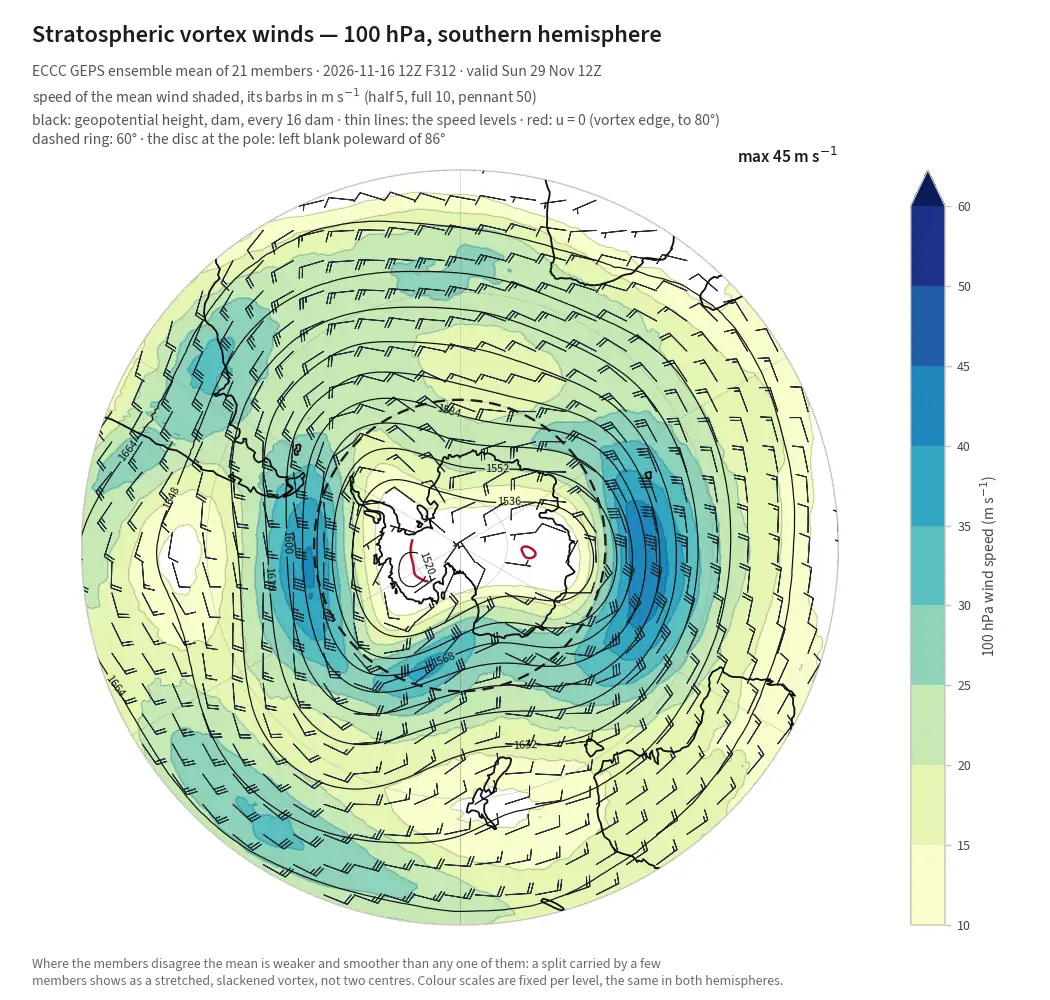 Stratospheric vortex winds — 100 hPa, southern hemisphere
ECCC GEPS ensemble mean of 21 members · 2026-11-16 12Z F312 · valid Sun 29 Nov 12Z
speed of the mean wind shaded, its barbs in m s⁻¹ (half 5, full 10, pennant 50)
black: geopotential height, dam, every 16 dam · thin lines: the speed levels · red: u = 0 (vortex edge, to 80°)
dashed ring: 60° · the disc at the pole: left blank poleward of 86°
max 45 m s⁻¹
60
50
45
40
35
30
25
20
15
10
100 hPa wind speed (m s⁻¹)
1584
1664
1552
1648
1536
1600
1520
1616
1568
1664
1632
Where the members disagree the mean is weaker and smoother than any one of them: a split carried by a few
members shows as a stretched, slackened vortex, not two centres. Colour scales are fixed per level, the same in both hemispheres.